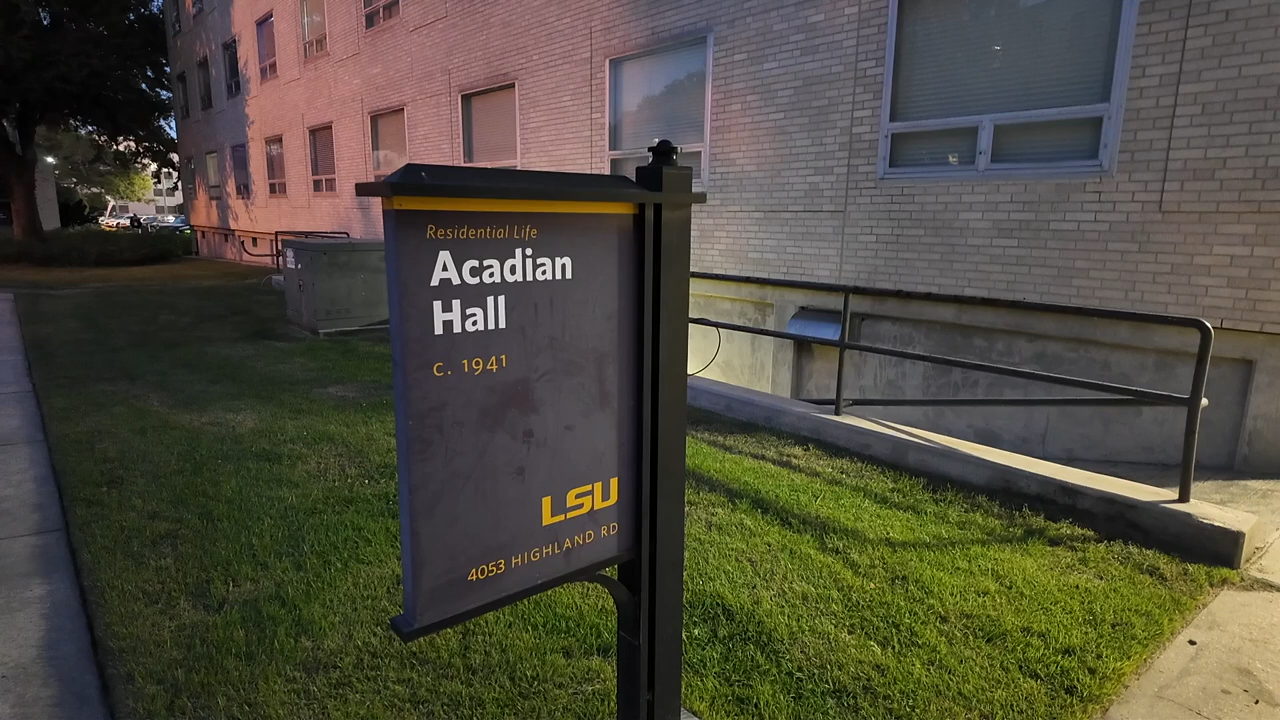 Residential Life
Acadian
Hall
c. 1941
LSU
4053 HIGHLAND RD